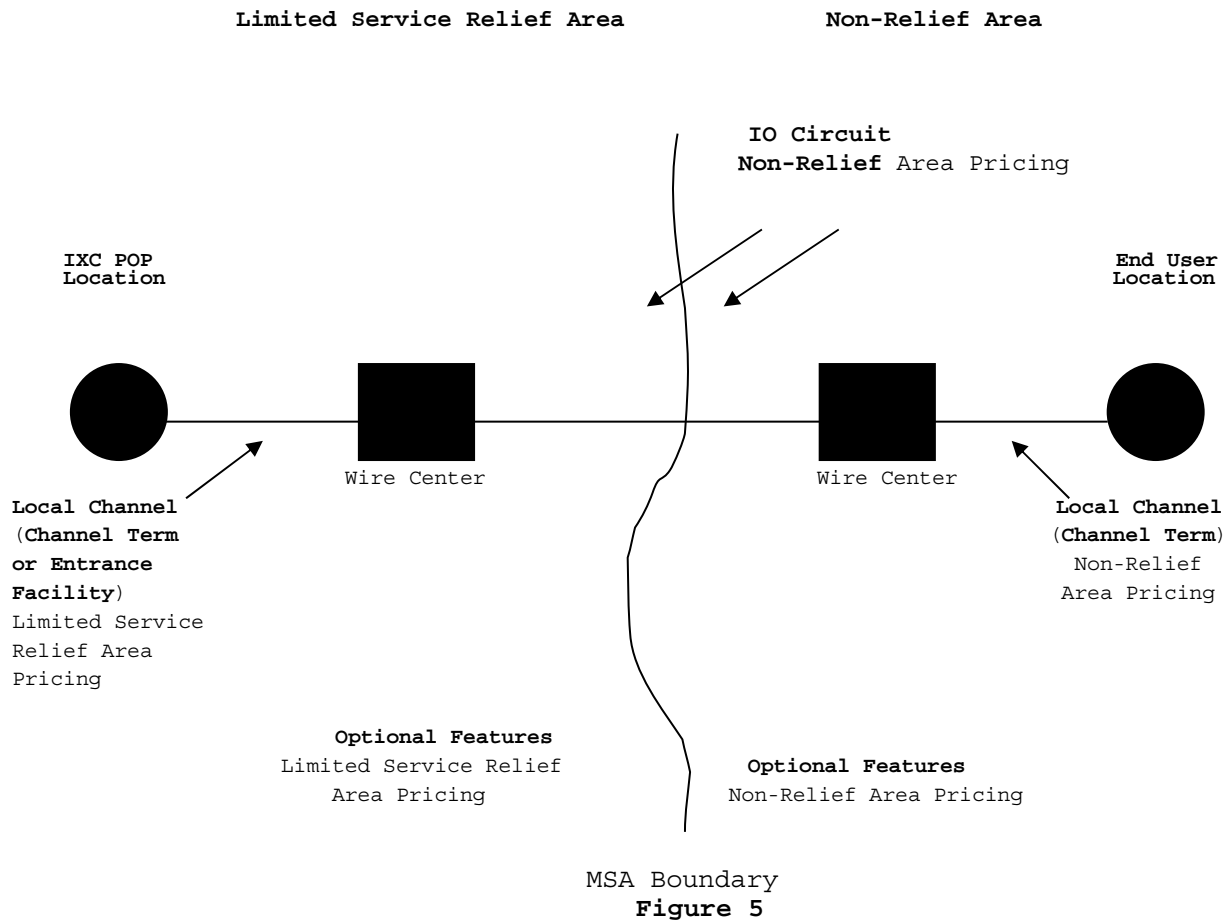 Limited Service Relief Area
Non-Relief Area
IO Circuit
Non-Relief Area Pricing
IXC POP
Location
End User
Location
Wire Center
Wire Center
Local Channel
(Channel Term
or Entrance
Facility)
Limited Service
Relief Area
Pricing
Local Channel
(Channel Term)
Non-Relief
Area Pricing
Optional Features
Limited Service Relief
Area Pricing
Optional Features
Non-Relief Area Pricing
MSA Boundary
Figure 5